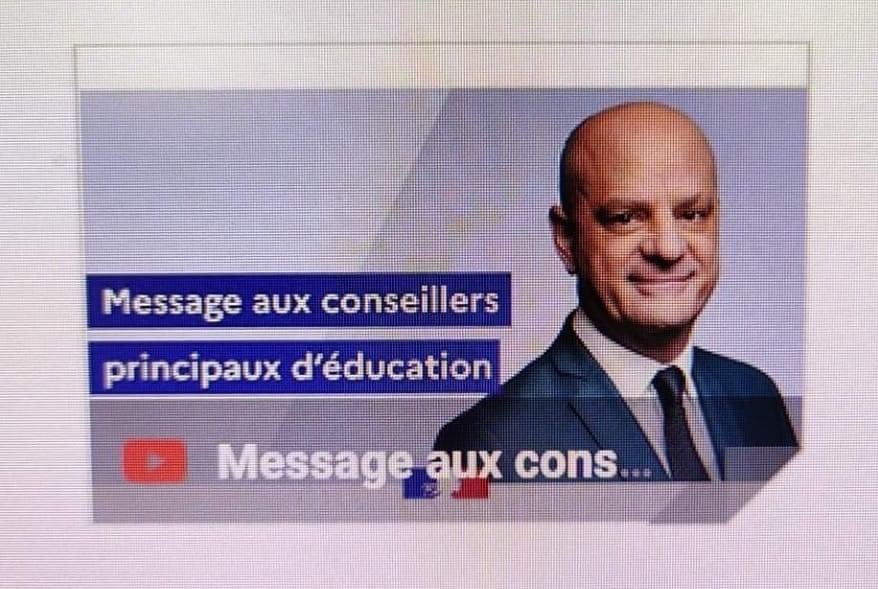 Message aux conseillers
principaux d'éducation
Message aux cons...